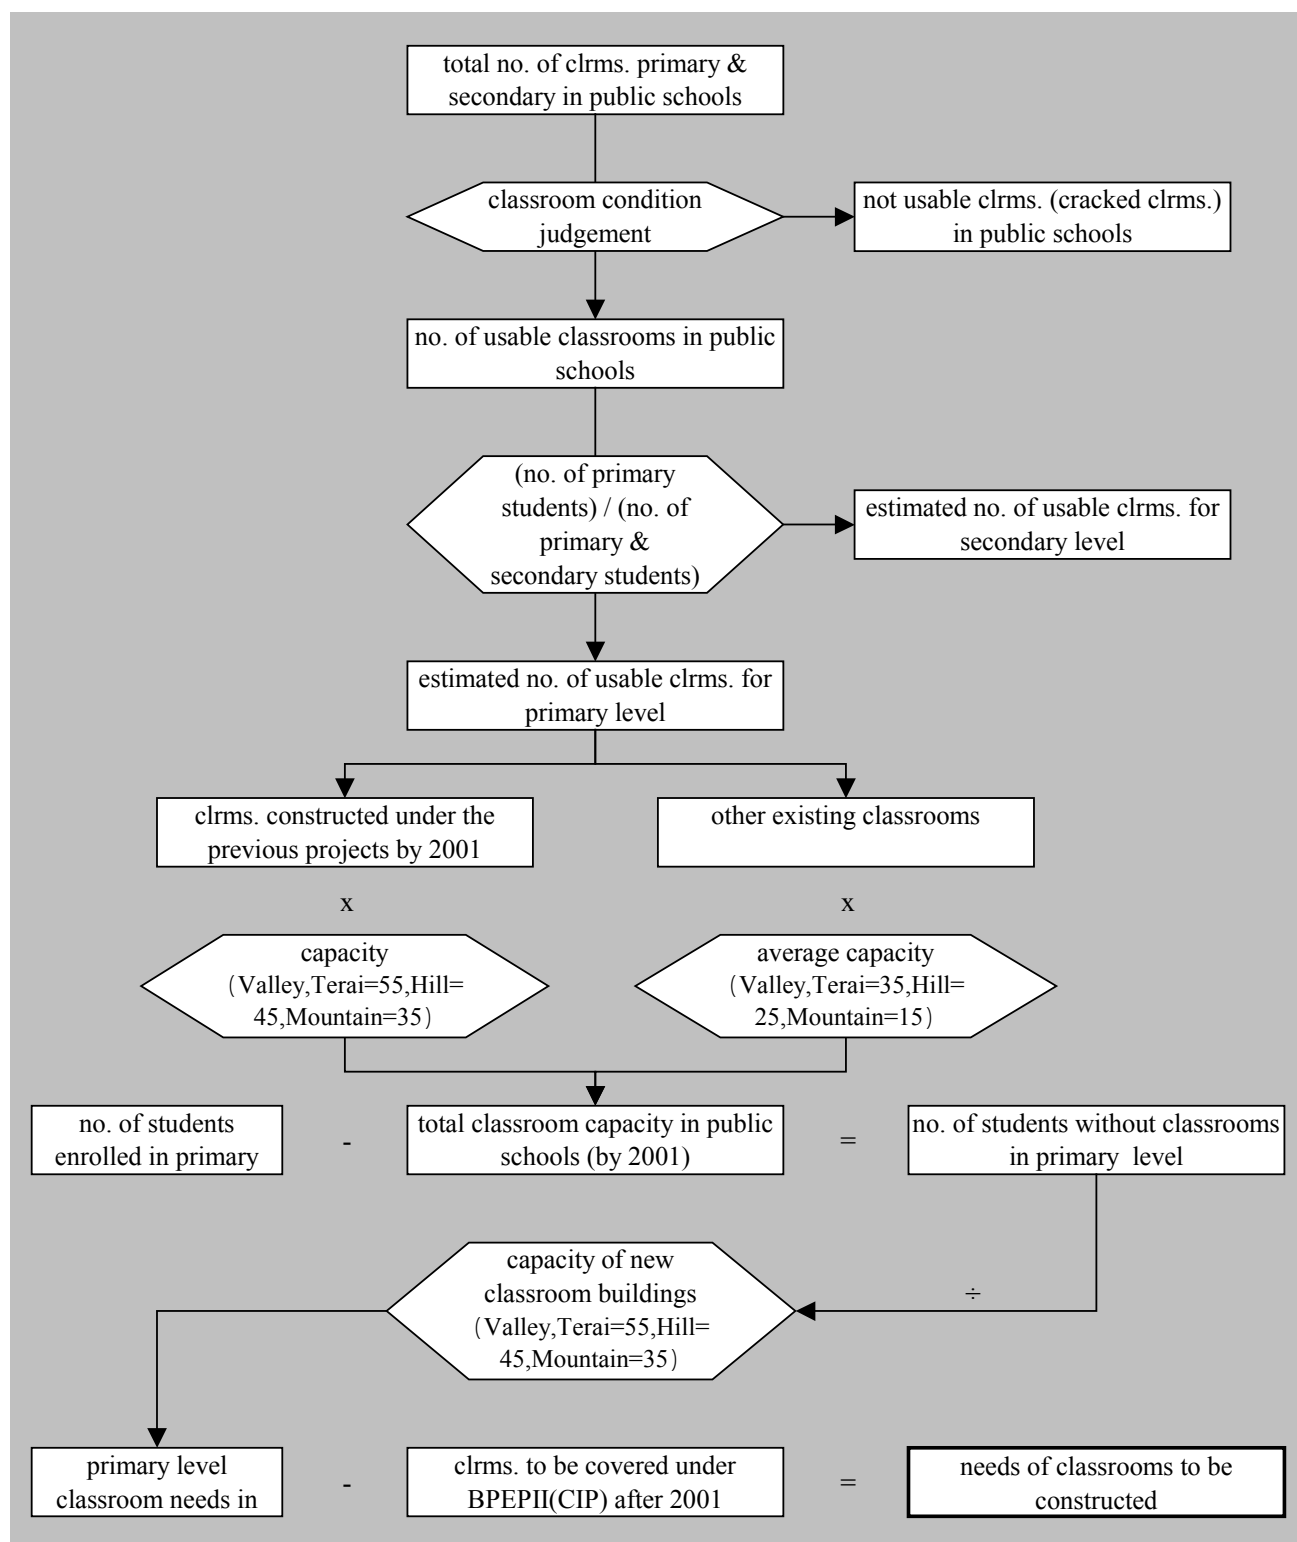 total no. of clrms. primary &
secondary in public schools
classroom condition
judgement
not usable clrms. (cracked clrms.)
in public schools
no. of usable classrooms in public
schools
(no. of primary
students) / (no. of
primary &
secondary students)
estimated no. of usable clrms. for
secondary level
estimated no. of usable clrms. for
primary level
clrms. constructed under the
previous projects by 2001
other existing classrooms
x
x
capacity
(Valley,Terai=55,Hill=
45,Mountain=35)
average capacity
(Valley,Terai=35,Hill=
25,Mountain=15)
no. of students
enrolled in primary
-
total classroom capacity in public
schools (by 2001)
=
no. of students without classrooms
in primary level
capacity of new
classroom buildings
(Valley,Terai=55,Hill=
45,Mountain=35)
÷
primary level
classroom needs in
-
clrms. to be covered under
BPEPII(CIP) after 2001
=
needs of classrooms to be
constructed